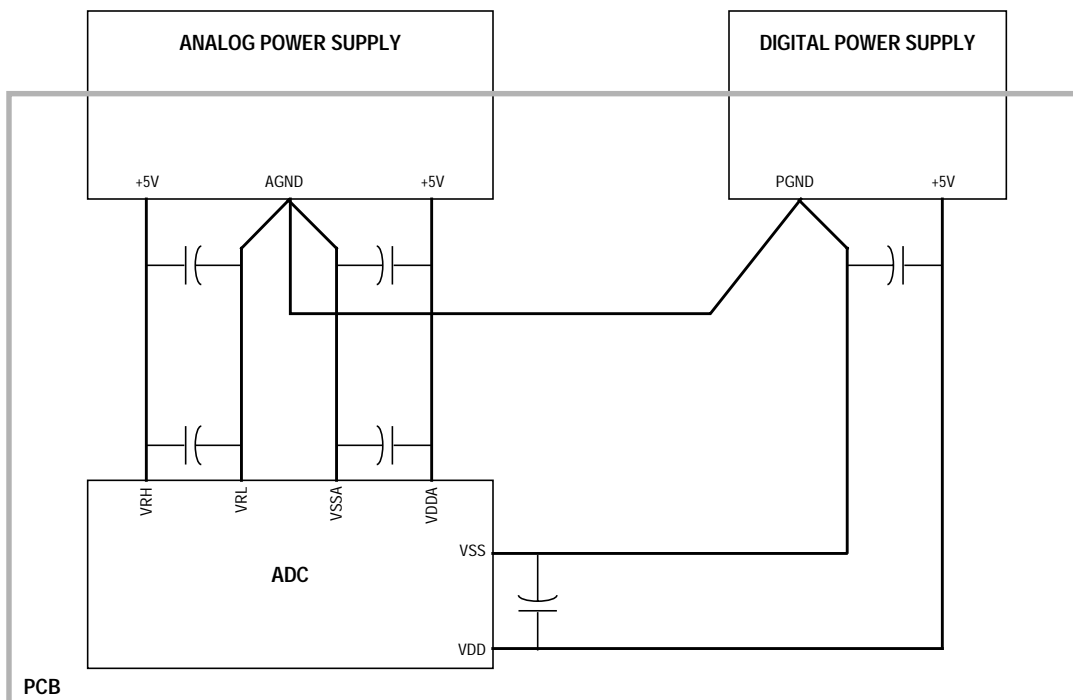 ANALOG POWER SUPPLY
DIGITAL POWER SUPPLY
+5V
AGND
+5V
PGND
+5V
VRH
VRL
VSSA
VDDA
VSS
ADC
VDD
PCB